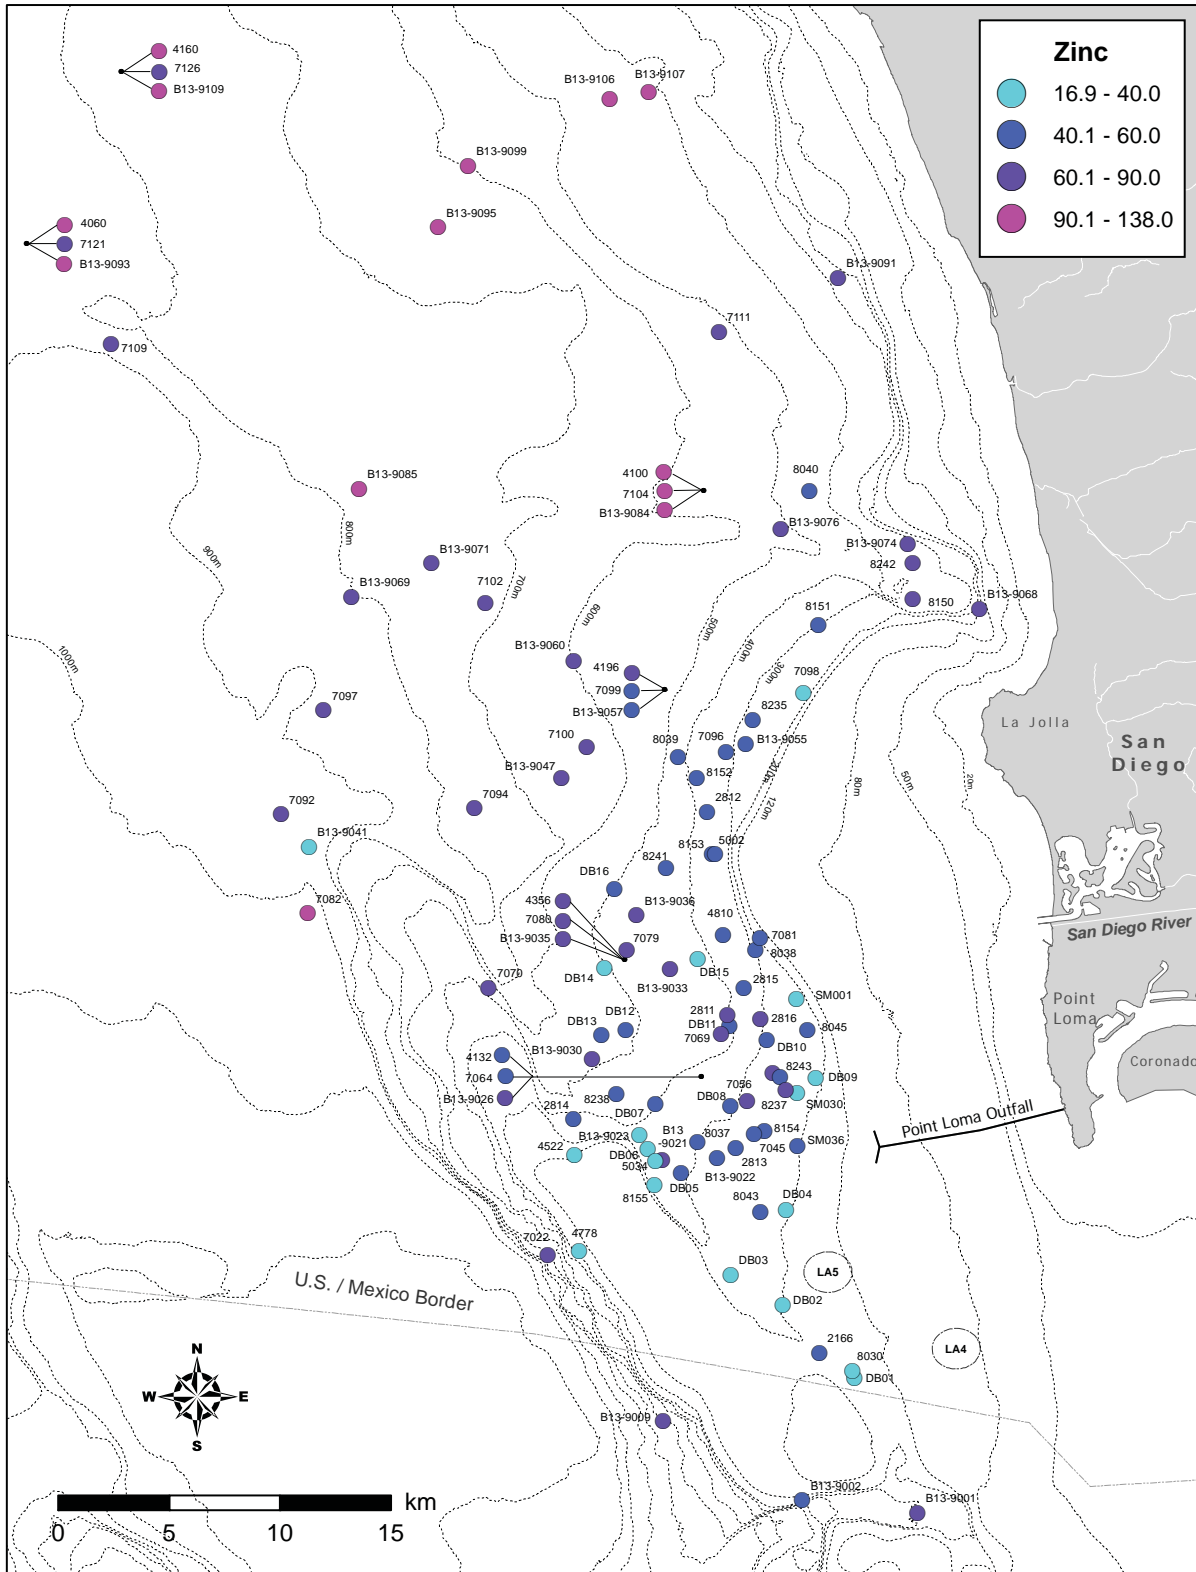 Zinc
16.9 - 40.0
40.1 - 60.0
60.1 - 90.0
90.1 - 138.0
4160
7126
B13-9109
B13-9106
B13-9107
B13-9099
B13-9095
4060
7121
B13-9093
B13-9091
7111
7109
B13-9085
4100
7104
B13-9084
8040
B13-9076
B13-9074
8242
8150
B13-9068
800m
900m
B13-9071
7102
700m
B13-9069
600m
500m
400m
300m
8151
1000m
B13-9060
4196
7099
B13-9057
7098
8235
7097
7100
8039
7096
B13-9055
La Jolla
San
Diego
B13-9047
8152
200m
120m
80m
50m
20m
7092
7094
2812
B13-9041
8153
5002
8241
DB16
7082
4356
7080
B13-9035
B13-9036
7079
4810
7081
8038
San Diego River
DB14
B13-9033
DB15
7070
2815
SM001
Point
Loma
DB13
DB12
2811
DB11
7069
2816
8045
DB10
Coronado
4132
7064
B13-9026
B13-9030
8243
DB09
8238
DB07
7056
DB08
8237
SM030
Point Loma Outfall
2814
B13-9023
B13
-9021
8037
8154
7045
SM036
4522
DB06
5034
2813
B13-9022
DB05
8155
8043
DB04
7022
4778
DB03
LA5
U.S. / Mexico Border
DB02
2166
LA4
8030
DB01
N
W
E
S
B13-9009
B13-9002
B13-9001
km
0
5
10
15